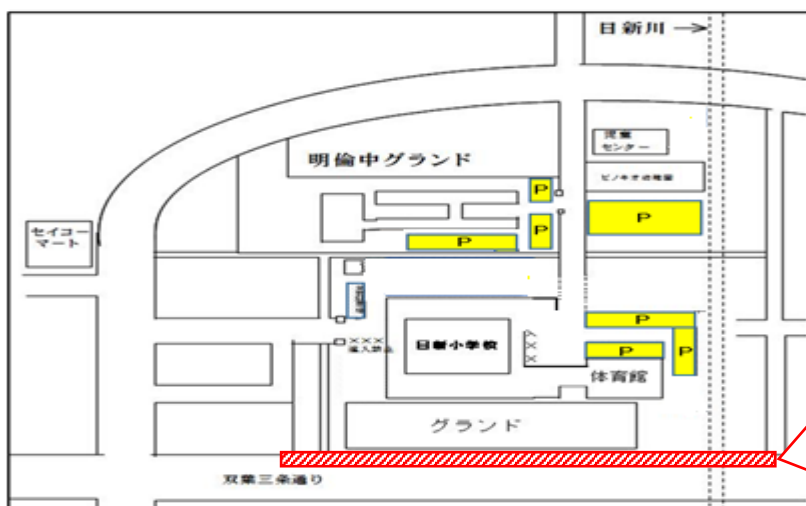 日新川
児童
センター
明倫中グランド
ピノキオ幼稚園
P
P
P
セイコー
マート
P
P
日新小学校
×××
進入禁止
P
P
体育館
グランド
双葉三条通り